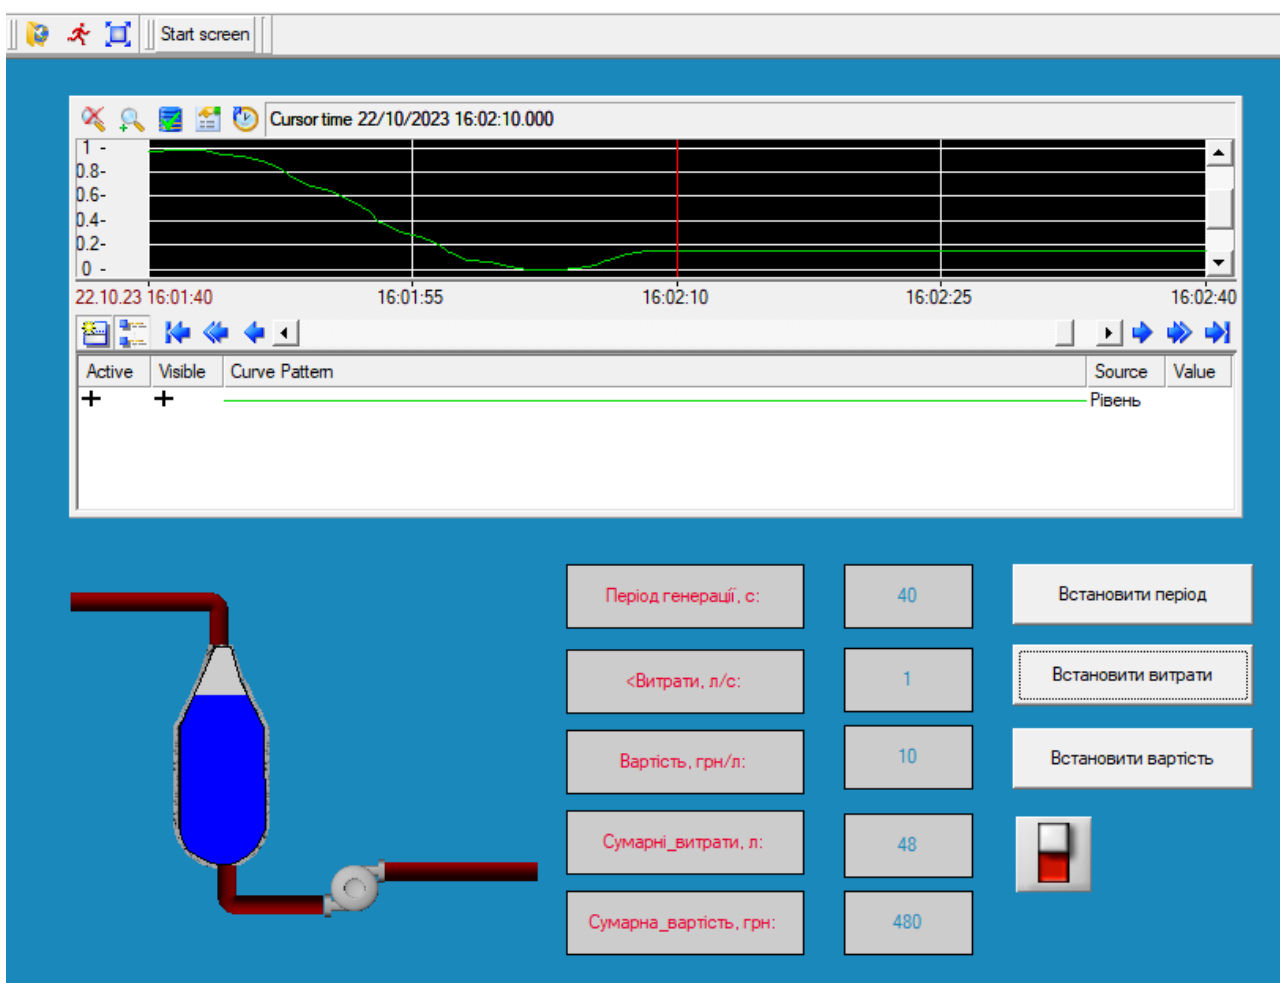 Start screen
Cursor time 22/10/2023 16:02:10.000
1 -
0.8-
0.6-
0.4-
0.2-
0 -
22.10.23 16:01:40 16:01:55 16:02:10 16:02:25 16:02:40
Active Visible Curve Pattern Source Value
Рівень
Період генерації, с: 40 Встановити період
<Витрати, л/с: 1 Встановити витрати
Вартість, грн/л: 10 Встановити вартість
Сумарні_витрати, л: 48
Сумарна_вартість, грн: 480